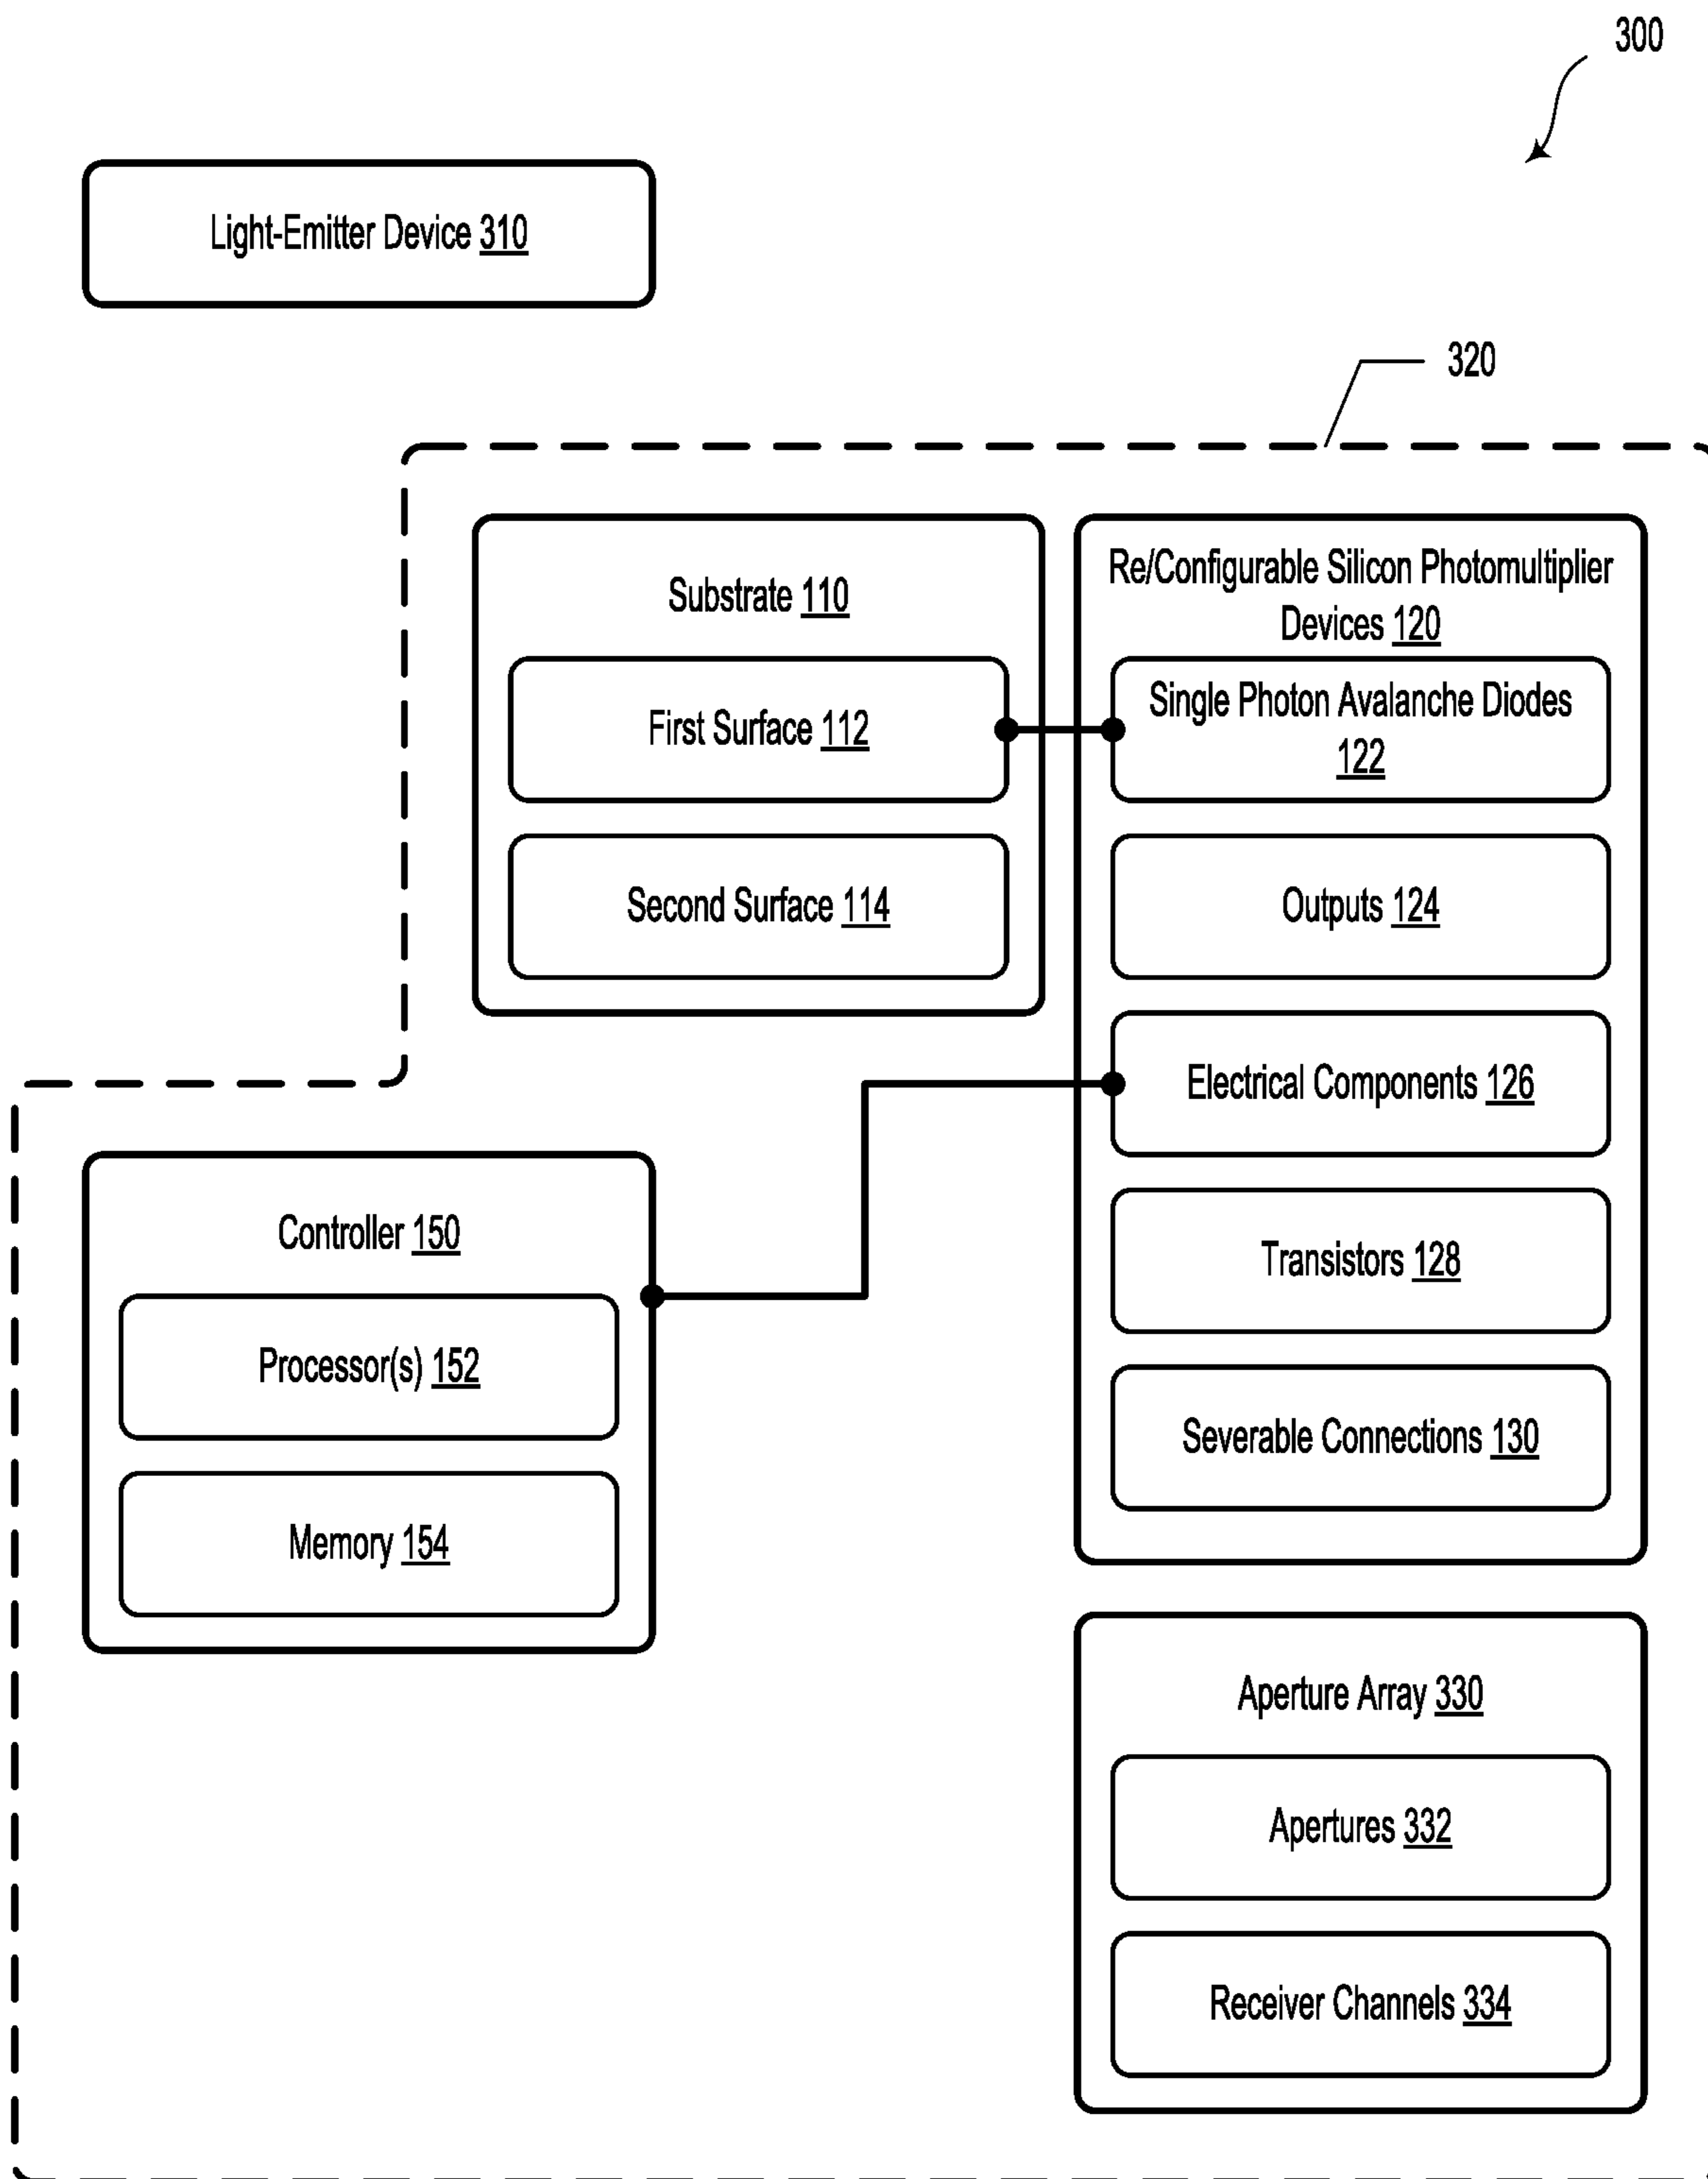 300
Light-Emitter Device 310
320
Substrate 110
First Surface 112
Second Surface 114
Re/Configurable Silicon Photomultiplier
Devices 120
Single Photon Avalanche Diodes
122
Outputs 124
Electrical Components 126
Transistors 128
Severable Connections 130
Controller 150
Processor(s) 152
Memory 154
Aperture Array 330
Apertures 332
Receiver Channels 334